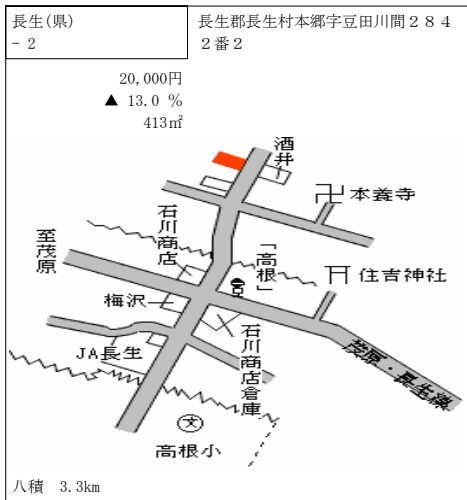 長生(県)
- 2
長生郡長生村本郷字豆田川間２８４
２番２
20,000円
▲ 13.0 %
413㎡
酒井
本養寺
石川商店
至茂原
「高根」
住吉神社
梅沢
石川商店倉庫
JA長生
茂原・長生線
文
高根小
八積 3.3km